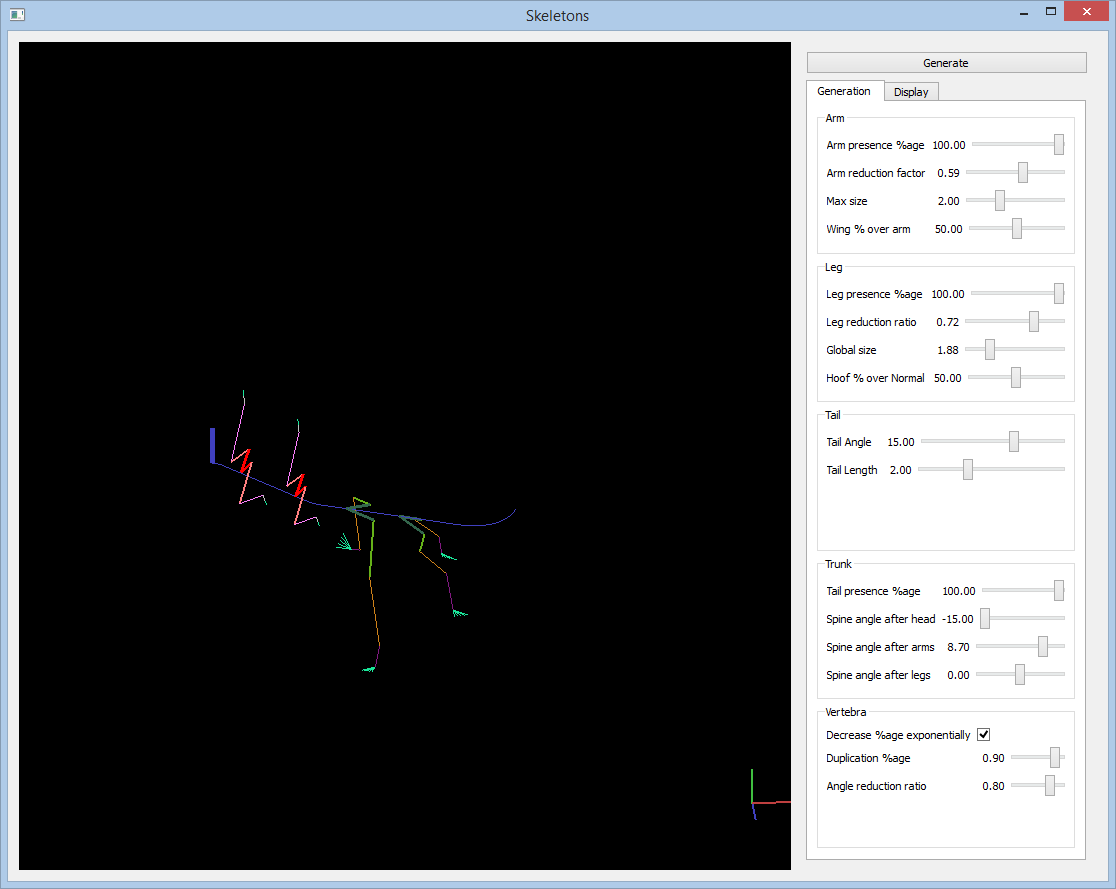 Skeletons
Generate
Generation Display
Arm
Arm presence %age 100.00
Arm reduction factor 0.59
Max size 2.00
Wing % over arm 50.00
Leg
Leg presence %age 100.00
Leg reduction ratio 0.72
Global size 1.88
Hoof % over Normal 50.00
Tail
Tail Angle 15.00
Tail Length 2.00
Trunk
Tail presence %age 100.00
Spine angle after head -15.00
Spine angle after arms 8.70
Spine angle after legs 0.00
Vertebra
Decrease %age exponentially
Duplication %age 0.90
Angle reduction ratio 0.80